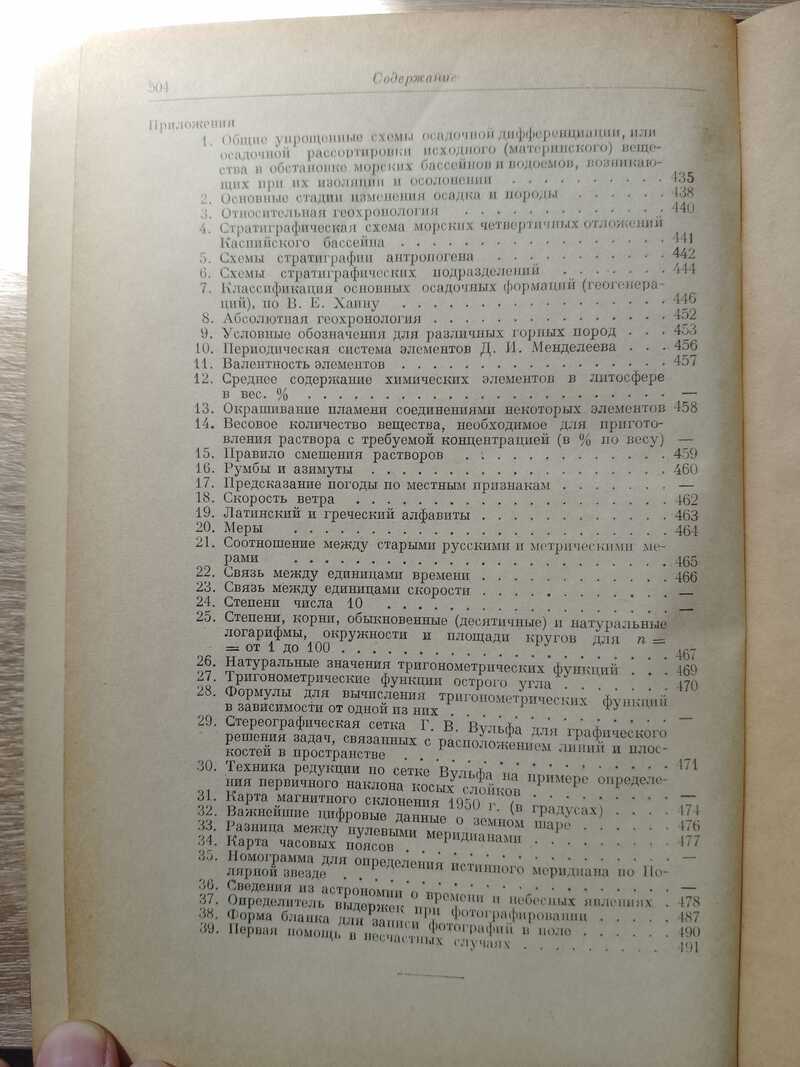 504
Содержание
Приложения
1. Общие упрощенные схемы осадочной дифференциации, или
осадочной рассортировки исходного (материнского) веще-
ства в обстановке морских бассейнов и водоемов, возникаю-
щих при их изоляции и осолонении . . . . . . . . . . 435
2. Основные стадии изменения осадка и породы . . . . . . 438
3. Относительная геохронология . . . . . . . . . . . . . 440
4. Стратиграфическая схема морских четвертичных отложений
Каспийского бассейна . . . . . . . . . . . . . . . . . 441
5. Схемы стратиграфии антропогена . . . . . . . . . . . 442
6. Схемы стратиграфических подразделений . . . . . . . 444
7. Классификация основных осадочных формаций (геогенера-
ций), по В. Е. Хаину . . . . . . . . . . . . . . . . . 446
8. Абсолютная геохронология . . . . . . . . . . . . . . . 452
9. Условные обозначения для различных горных пород . . . 453
10. Периодическая система элементов Д. И. Менделеева . . . 456
11. Валентность элементов . . . . . . . . . . . . . . . . . 457
12. Среднее содержание химических элементов в литосфере
в вес. % . . . . . . . . . . . . . . . . . . . . . . . —
13. Окрашивание пламени соединениями некоторых элементов 458
14. Весовое количество вещества, необходимое для пригото-
вления раствора с требуемой концентрацией (в % по весу) —
15. Правило смешения растворов . . . . . . . . . . . . . 459
16. Румбы и азимуты . . . . . . . . . . . . . . . . . . . 460
17. Предсказание погоды по местным признакам . . . . . . . —
18. Скорость ветра . . . . . . . . . . . . . . . . . . . . 462
19. Латинский и греческий алфавиты . . . . . . . . . . . . 463
20. Меры . . . . . . . . . . . . . . . . . . . . . . . . 464
21. Соотношение между старыми русскими и метрическими ме-
рами . . . . . . . . . . . . . . . . . . . . . . . . 465
22. Связь между единицами времени . . . . . . . . . . . . 466
23. Связь между единицами скорости . . . . . . . . . . . . —
24. Степени числа 10 . . . . . . . . . . . . . . . . . . —
25. Степени, корни, обыкновенные (десятичные) и натуральные
логарифмы, окружности и площади кругов для n =
= от 1 до 100 . . . . . . . . . . . . . . . . . . . . 467
26. Натуральные значения тригонометрических функций . . . 469
27. Тригонометрические функции острого угла . . . . . . . 470
28. Формулы для вычисления тригонометрических функций
в зависимости от одной из них . . . . . . . . . . . . . —
29. Стереографическая сетка Г. В. Вульфа для графического
решения задач, связанных с расположением линий и плос-
костей в пространстве . . . . . . . . . . . . . . . . 471
30. Техника редукции по сетке Вульфа на примере определе-
ния первичного наклона косых слойков . . . . . . . . . —
31. Карта магнитного склонения 1950 г. (в градусах) . . . . 474
32. Важнейшие цифровые данные о земном шаре . . . . . . 476
33. Разница между нулевыми меридианами . . . . . . . . . 477
34. Карта часовых поясов . . . . . . . . . . . . . . . . —
35. Номограмма для определения истинного меридиана по По-
лярной звезде . . . . . . . . . . . . . . . . . . . . —
36. Сведения из астрономии о времени и небесных явлениях . 478
37. Определитель выдержек при фотографировании . . . . . 487
38. Форма бланка для записи фотографий в поле . . . . . . 490
39. Первая помощь в несчастных случаях . . . . . . . . . 491